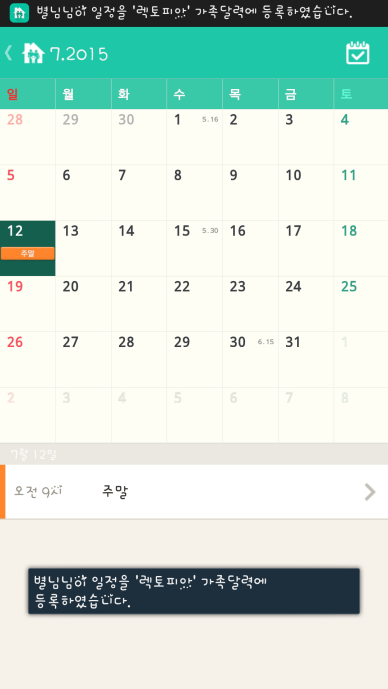 별님님이 일정을 '렉토피아' 가족달력에 등록하였습니다.
7.2015
일 월 화 수 목 금 토
28 29 30 1 5.16 2 3 4
5 6 7 8 9 10 11
12 13 14 15 5.30 16 17 18
주말
19 20 21 22 23 24 25
26 27 28 29 30 6.15 31 1
2 3 4 5 6 7 8
7월 12일
오전 9시 주말
별님님이 일정을 '렉토피아' 가족달력에
등록하였습니다.